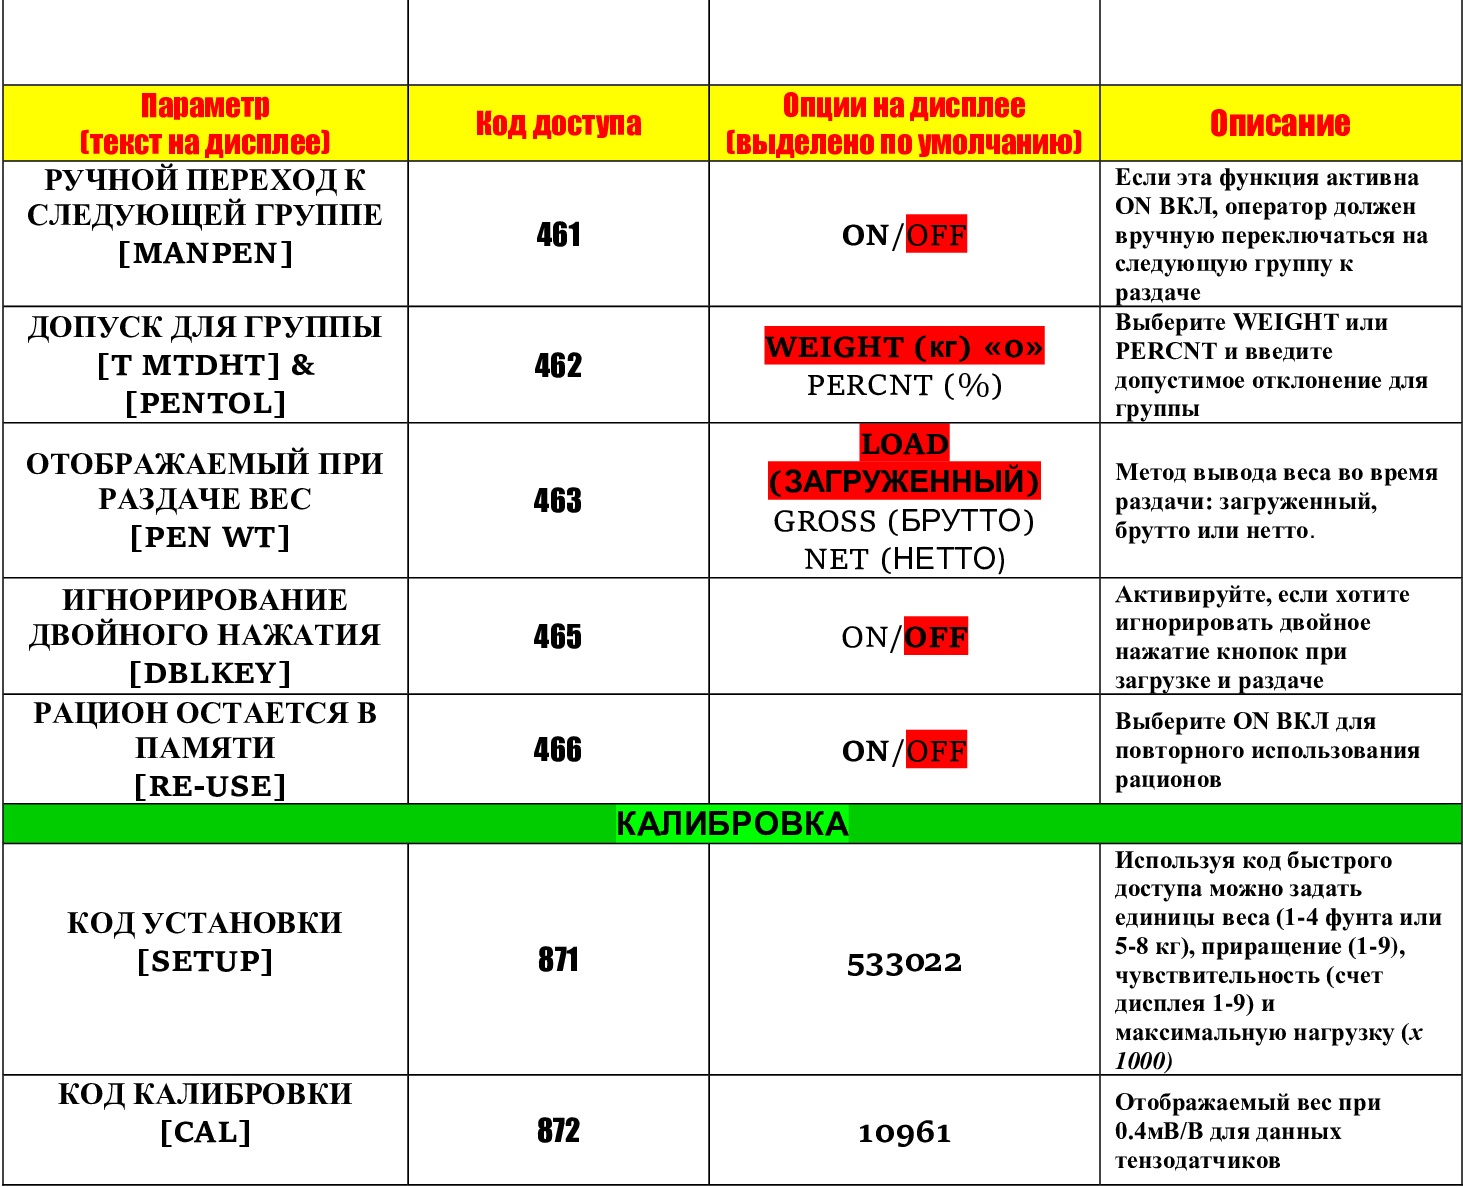 Параметр
(текст на дисплее)
Код доступа
Опции на дисплее
(выделено по умолчанию)
Описание
РУЧНОЙ ПЕРЕХОД К
СЛЕДУЮЩЕЙ ГРУППЕ
[MANPEN]
461
ON/OFF
Если эта функция активна
ON ВКЛ, оператор должен
вручную переключаться на
следующую группу к
раздаче
ДОПУСК ДЛЯ ГРУППЫ
[T MTDHT] &
[PENTOL]
462
WEIGHT (кг) «0»
PERCNT (%)
Выберите WEIGHT или
PERCNT и введите
допустимое отклонение для
группы
ОТОБРАЖАЕМЫЙ ПРИ
РАЗДАЧЕ ВЕС
[PEN WT]
463
LOAD
(ЗАГРУЖЕННЫЙ)
GROSS (БРУТТО)
NET (НЕТТО)
Метод вывода веса во время
раздачи: загруженный,
брутто или нетто.
ИГНОРИРОВАНИЕ
ДВОЙНОГО НАЖАТИЯ
[DBLKEY]
465
ON/OFF
Активируйте, если хотите
игнорировать двойное
нажатие кнопок при
загрузке и раздаче
РАЦИОН ОСТАЕТСЯ В
ПАМЯТИ
[RE-USE]
466
ON/OFF
Выберите ON ВКЛ для
повторного использования
рационов
КАЛИБРОВКА
КОД УСТАНОВКИ
[SETUP]
871
533022
Используя код быстрого
доступа можно задать
единицы веса (1-4 фунта или
5-8 кг), приращение (1-9),
чувствительность (счет
дисплея 1-9) и
максимальную нагрузку (x
1000)
КОД КАЛИБРОВКИ
[CAL]
872
10961
Отображаемый вес при
0.4мВ/В для данных
тензодатчиков